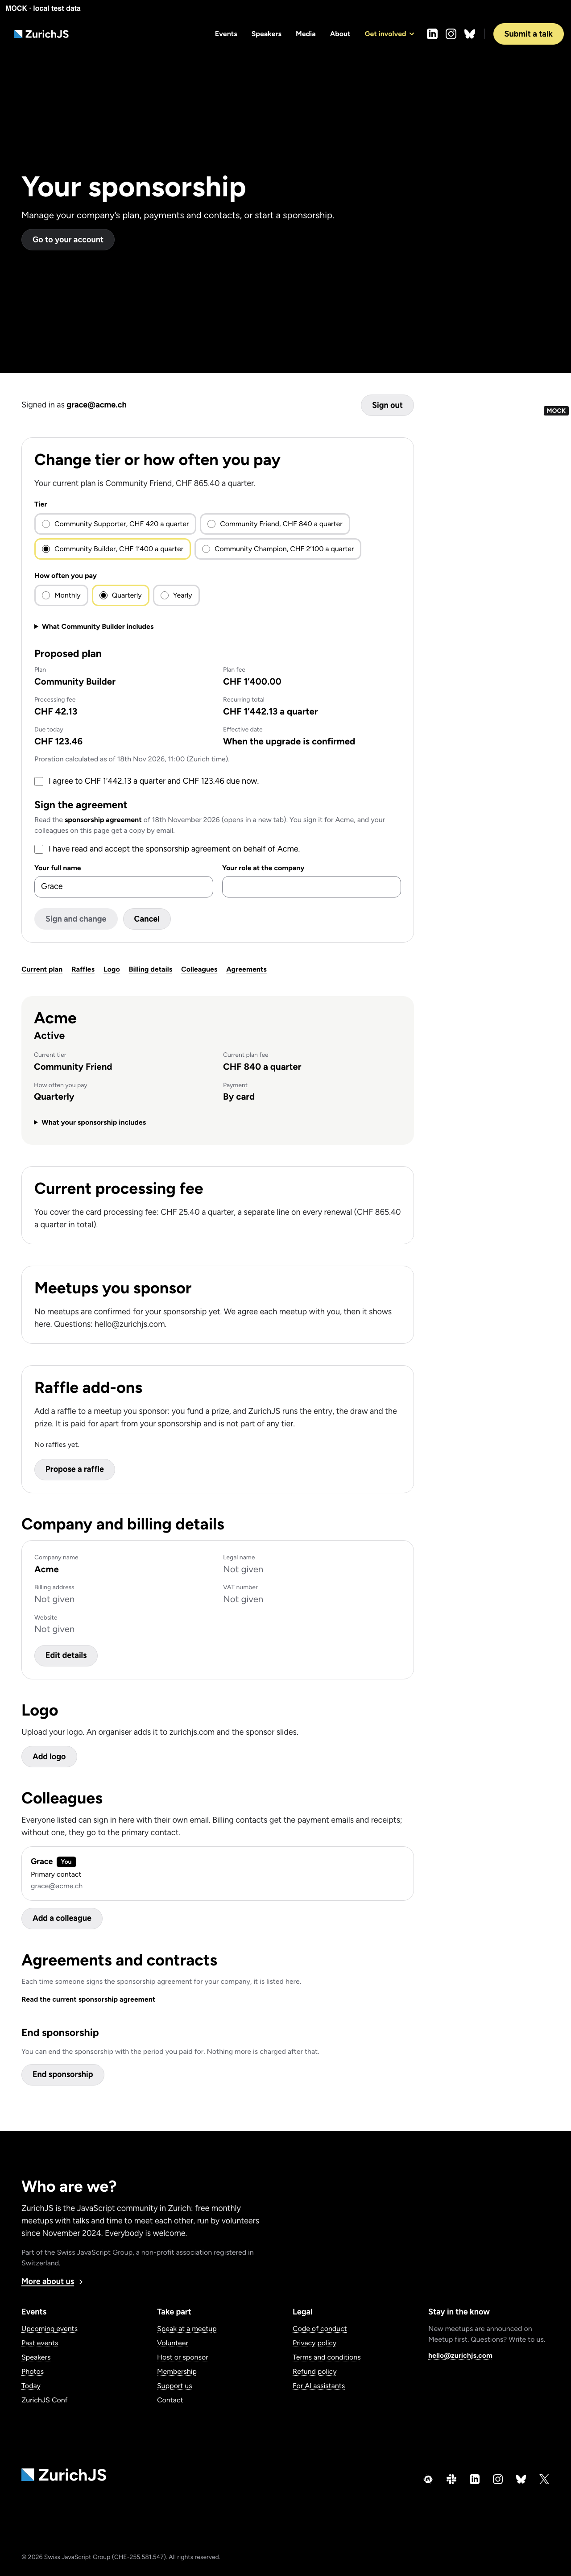 MOCK · local test data
ZurichJS
Events
Speakers
Media
About
Get involved
Submit a talk
Your sponsorship
Manage your company's plan, payments and contacts, or start a sponsorship.
Go to your account
Signed in as grace@acme.ch
Sign out
MOCK
Change tier or how often you pay
Your current plan is Community Friend, CHF 865.40 a quarter.
Tier
Community Supporter, CHF 420 a quarter
Community Friend, CHF 840 a quarter
Community Builder, CHF 1'400 a quarter
Community Champion, CHF 2'100 a quarter
How often you pay
Monthly
Quarterly
Yearly
What Community Builder includes
Proposed plan
Plan
Plan fee
Community Builder
CHF 1'400.00
Processing fee
Recurring total
CHF 42.13
CHF 1'442.13 a quarter
Due today
Effective date
CHF 123.46
When the upgrade is confirmed
Proration calculated as of 18th Nov 2026, 11:00 (Zurich time).
I agree to CHF 1'442.13 a quarter and CHF 123.46 due now.
Sign the agreement
Read the sponsorship agreement of 18th November 2026 (opens in a new tab). You sign it for Acme, and your
colleagues on this page get a copy by email.
I have read and accept the sponsorship agreement on behalf of Acme.
Your full name
Your role at the company
Grace
Sign and change
Cancel
Current plan
Raffles
Logo
Billing details
Colleagues
Agreements
Acme
Active
Current tier
Current plan fee
Community Friend
CHF 840 a quarter
How often you pay
Payment
Quarterly
By card
What your sponsorship includes
Current processing fee
You cover the card processing fee: CHF 25.40 a quarter, a separate line on every renewal (CHF 865.40
a quarter in total).
Meetups you sponsor
No meetups are confirmed for your sponsorship yet. We agree each meetup with you, then it shows
here. Questions: hello@zurichjs.com.
Raffle add-ons
Add a raffle to a meetup you sponsor: you fund a prize, and ZurichJS runs the entry, the draw and the
prize. It is paid for apart from your sponsorship and is not part of any tier.
No raffles yet.
Propose a raffle
Company and billing details
Company name
Legal name
Acme
Not given
Billing address
VAT number
Not given
Not given
Website
Not given
Edit details
Logo
Upload your logo. An organiser adds it to zurichjs.com and the sponsor slides.
Add logo
Colleagues
Everyone listed can sign in here with their own email. Billing contacts get the payment emails and receipts;
without one, they go to the primary contact.
Grace You
Primary contact
grace@acme.ch
Add a colleague
Agreements and contracts
Each time someone signs the sponsorship agreement for your company, it is listed here.
Read the current sponsorship agreement
End sponsorship
You can end the sponsorship with the period you paid for. Nothing more is charged after that.
End sponsorship
Who are we?
ZurichJS is the JavaScript community in Zurich: free monthly
meetups with talks and time to meet each other, run by volunteers
since November 2024. Everybody is welcome.
Part of the Swiss JavaScript Group, a non-profit association registered in
Switzerland.
More about us
Events
Upcoming events
Past events
Speakers
Photos
Today
ZurichJS Conf
Take part
Speak at a meetup
Volunteer
Host or sponsor
Membership
Support us
Contact
Legal
Code of conduct
Privacy policy
Terms and conditions
Refund policy
For AI assistants
Stay in the know
New meetups are announced on
Meetup first. Questions? Write to us.
hello@zurichjs.com
ZurichJS
© 2026 Swiss JavaScript Group (CHE-255.581.547). All rights reserved.